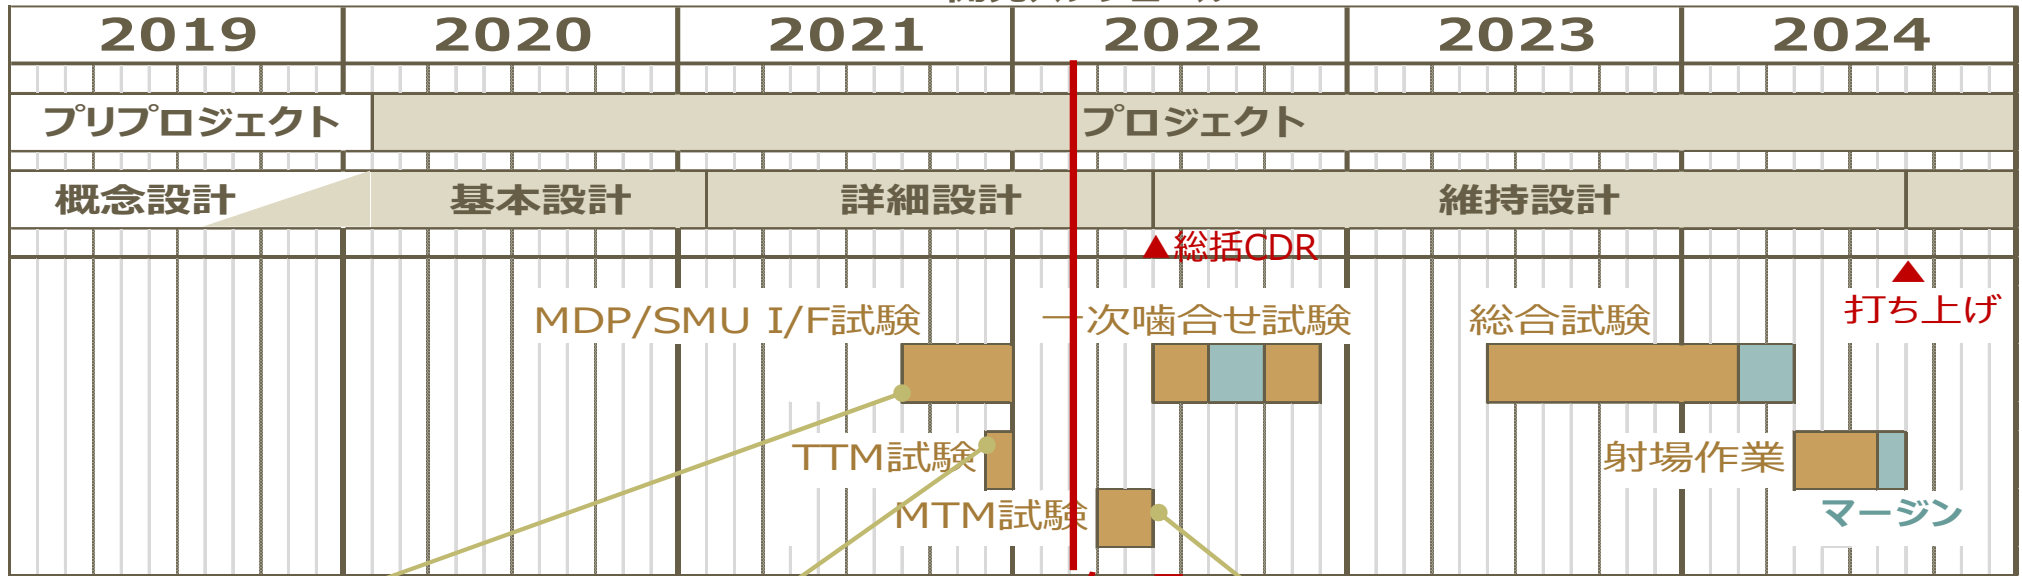 2019 2020 2021 2022 2023 2024
プリプロジェクト プロジェクト
概念設計 基本設計 詳細設計 維持設計
▲総括CDR
▲
打ち上げ
MDP/SMU I/F試験 一次噛合せ試験 総合試験
TTM試験 射場作業
MTM試験 マージン